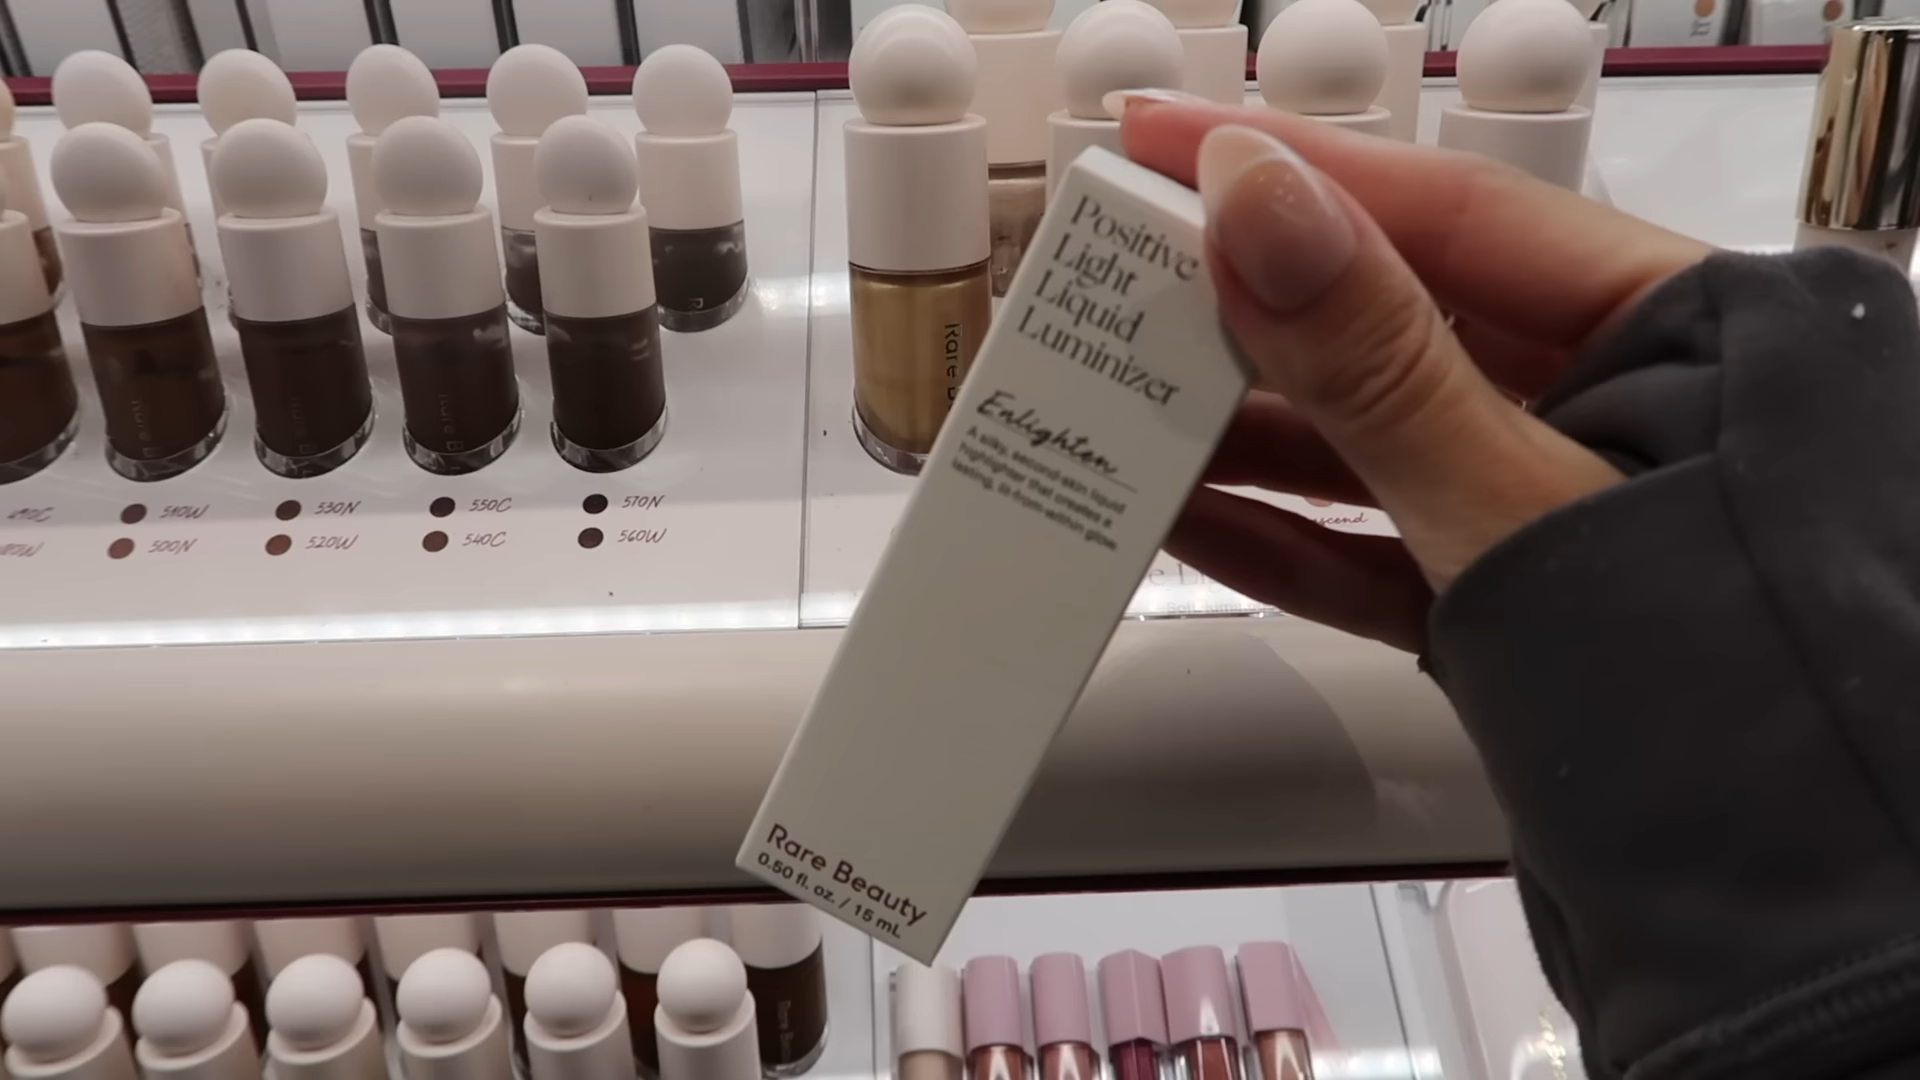 Positive
Light
Liquid
Luminizer
Enlighten
A silky, second-skin liquid
highlighter that creates a
lasting, lit-from-within glow.
Rare Beauty
0.50 fl. oz. / 15 mL
Rare
510W
530N
550C
570N
500N
520W
540C
560W